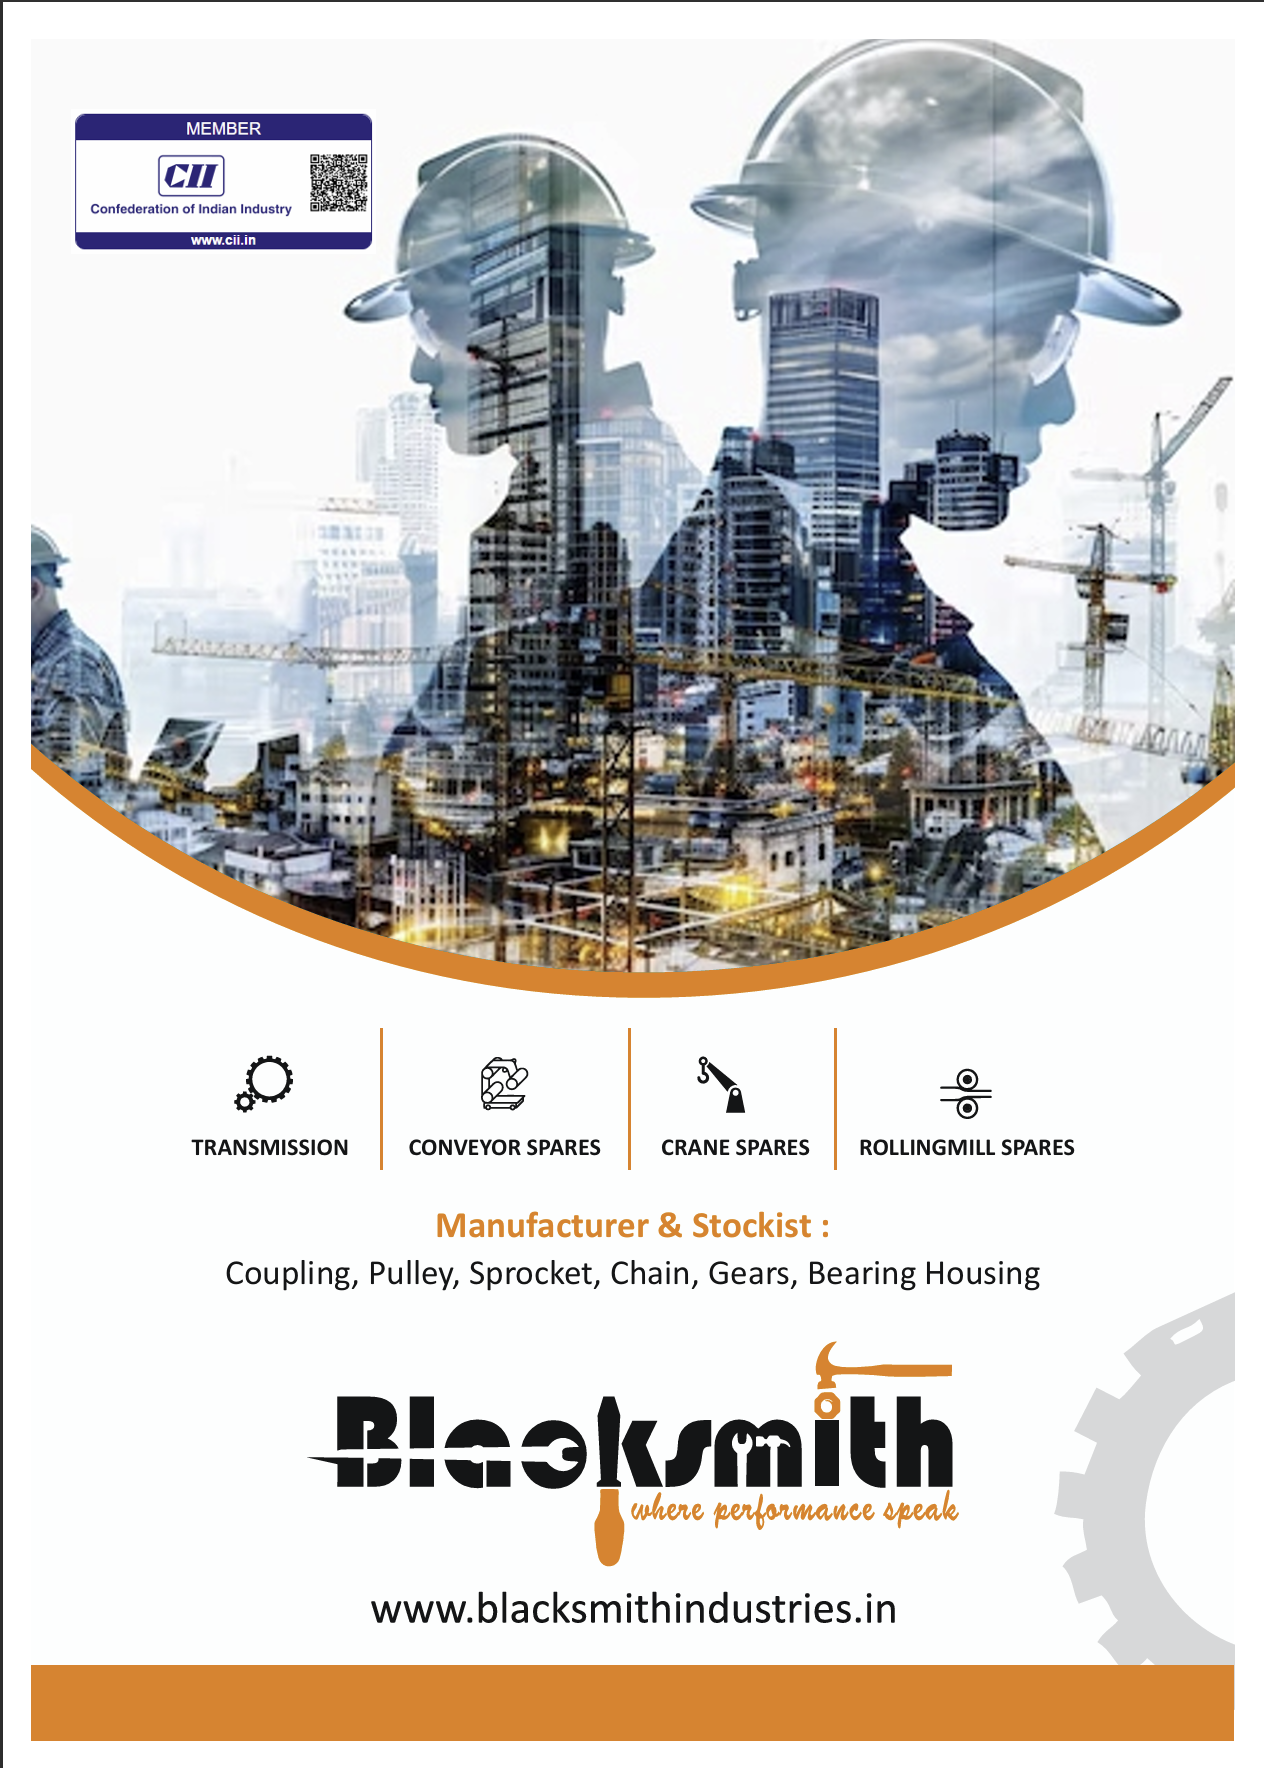 MEMBER
CII
Confederation of Indian Industry
www.cii.in
TRANSMISSION
CONVEYOR SPARES
CRANE SPARES
ROLLINGMILL SPARES
Manufacturer & Stockist :
Coupling, Pulley, Sprocket, Chain, Gears, Bearing Housing
Blacksmith
where performance speak
www.blacksmithindustries.in